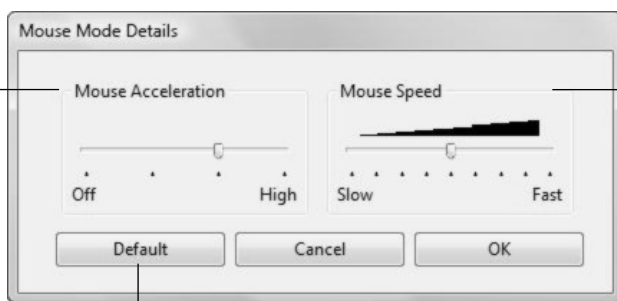 Mouse Mode Details
Mouse Acceleration
Mouse Speed
Off
High
Slow
Fast
Default
Cancel
OK